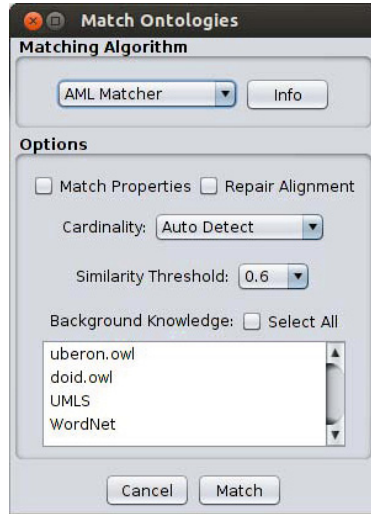 Match Ontologies
Matching Algorithm
AML Matcher Info
Options
Match Properties Repair Alignment
Cardinality: Auto Detect
Similarity Threshold: 0.6
Background Knowledge: Select All
uberon.owl
doid.owl
UMLS
WordNet
Cancel Match